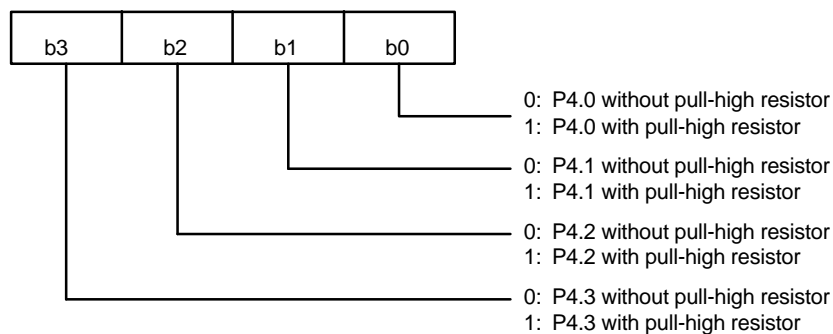 b3 b2 b1 b0
0: P4.0 without pull-high resistor
1: P4.0 with pull-high resistor
0: P4.1 without pull-high resistor
1: P4.1 with pull-high resistor
0: P4.2 without pull-high resistor
1: P4.2 with pull-high resistor
0: P4.3 without pull-high resistor
1: P4.3 with pull-high resistor